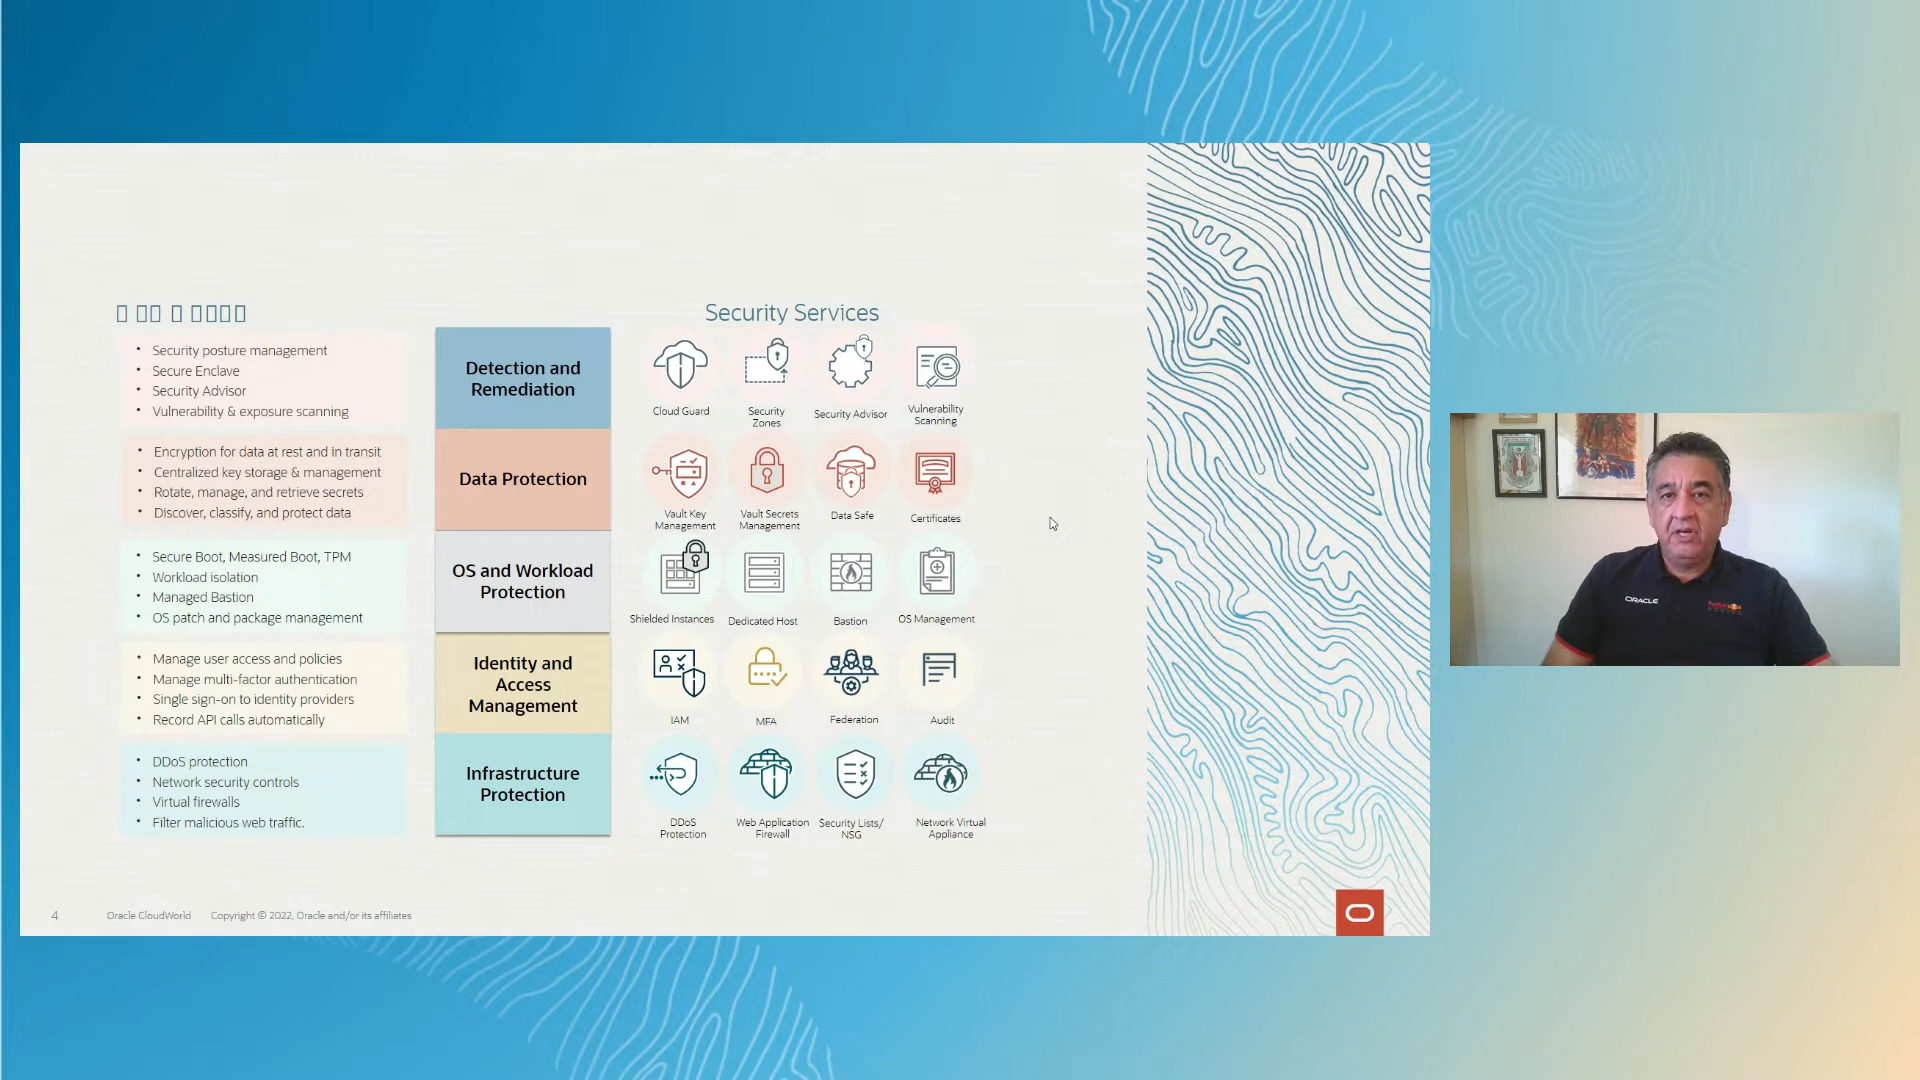 Security Services
Security posture management
Secure Enclave
Security Advisor
Vulnerability & exposure scanning
Detection and
Remediation
Cloud Guard
Security
Zones
Security Advisor
Vulnerability
Scanning
Encryption for data at rest and in transit
Centralized key storage & management
Rotate, manage, and retrieve secrets
Discover, classify, and protect data
Data Protection
Vault Key
Management
Vault Secrets
Management
Data Safe
Certificates
Secure Boot, Measured Boot, TPM
Workload isolation
Managed Bastion
OS patch and package management
OS and Workload
Protection
Shielded Instances
Dedicated Host
Bastion
OS Management
Manage user access and policies
Manage multi-factor authentication
Single sign-on to identity providers
Record API calls automatically
Identity and
Access
Management
IAM
MFA
Federation
Audit
DDoS protection
Network security controls
Virtual firewalls
Filter malicious web traffic.
Infrastructure
Protection
DDoS
Protection
Web Application
Firewall
Security Lists/
NSG
Network Virtual
Appliance
4
Oracle CloudWorld
Copyright © 2022, Oracle and/or its affiliates
ORACLE